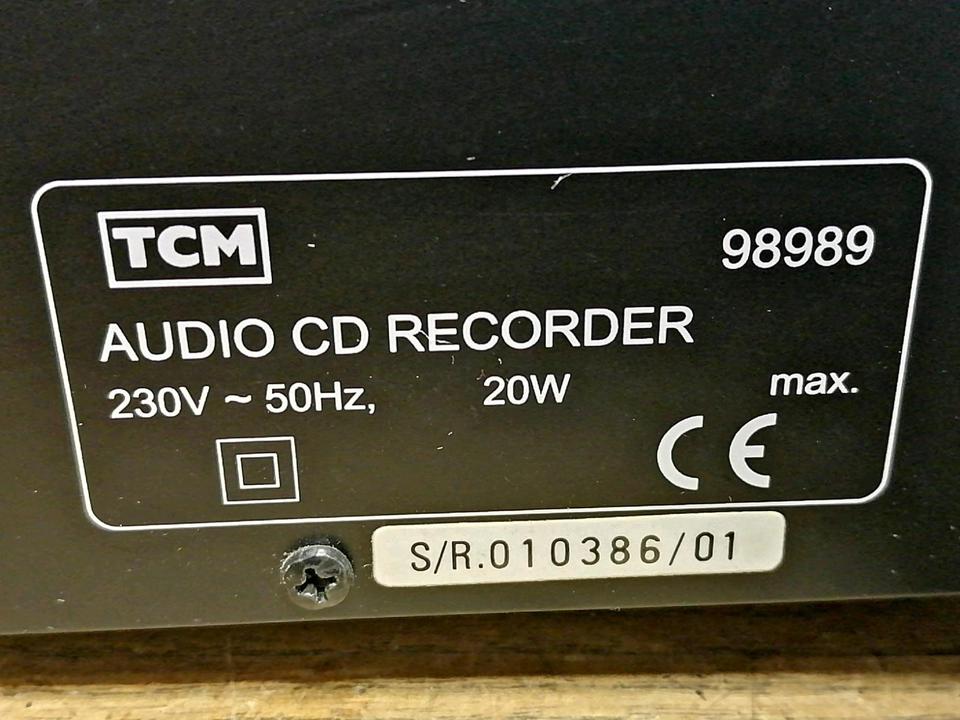 TCM
98989
AUDIO CD RECORDER
230V ~ 50Hz, 20W max.
CE
S/R.010386/01